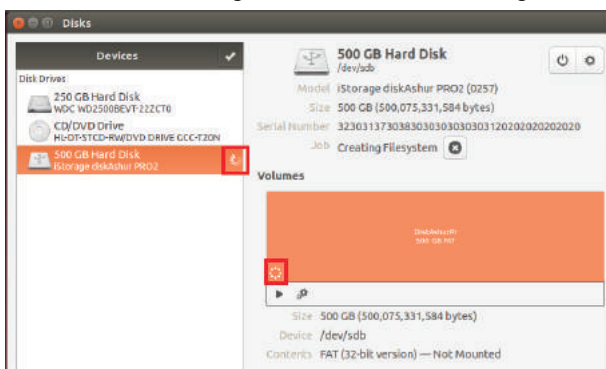 Disks
Devices
Disk Drives
250 GB Hard Disk
WDC WD2500BEVT-22ZCT0
CD/DVD Drive
HL-DT-STCD-RW/DVD DRIVE GCC-T20N
500 GB Hard Disk
iStorage diskAshur PRO2
500 GB Hard Disk
/dev/sdb
Model iStorage diskAshur PRO2 (0257)
Size 500 GB (500,075,331,584 bytes)
Serial Number
Job Creating Filesystem
Volumes
DiskAshurPr
500 GB FAT
Size 500 GB (500,075,331,584 bytes)
Device /dev/sdb
Contents FAT (32-bit version) — Not Mounted